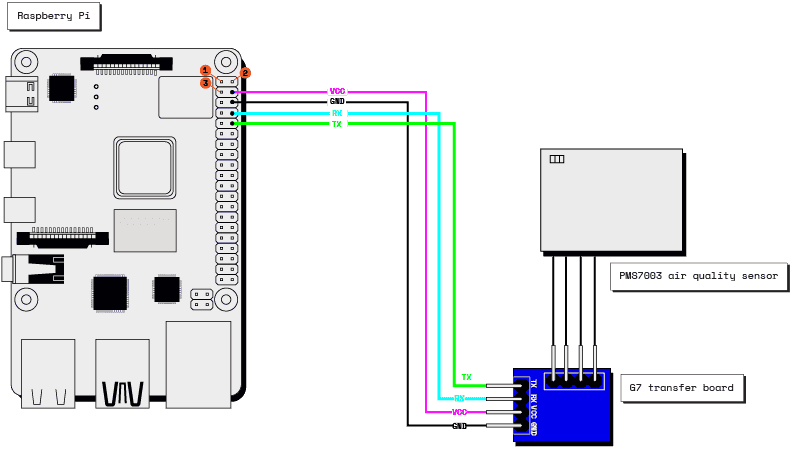 Raspberry Pi
1
2
3
VCC
GND
RX
TX
PMS7003 air quality sensor
G7 transfer board
TX
RX
VCC
GND
TX
RX
VCC
GND